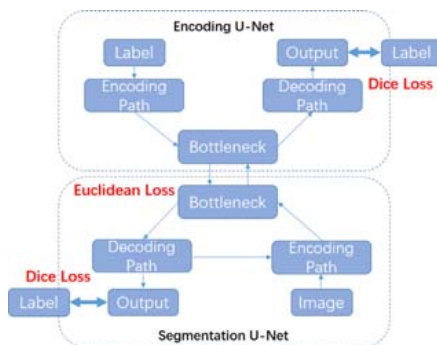 Encoding U-Net
Label
Output
Label
Encoding
Path
Decoding
Path
Dice Loss
Bottleneck
Euclidean Loss
Bottleneck
Decoding
Path
Encoding
Path
Dice Loss
Label
Output
Image
Segmentation U-Net